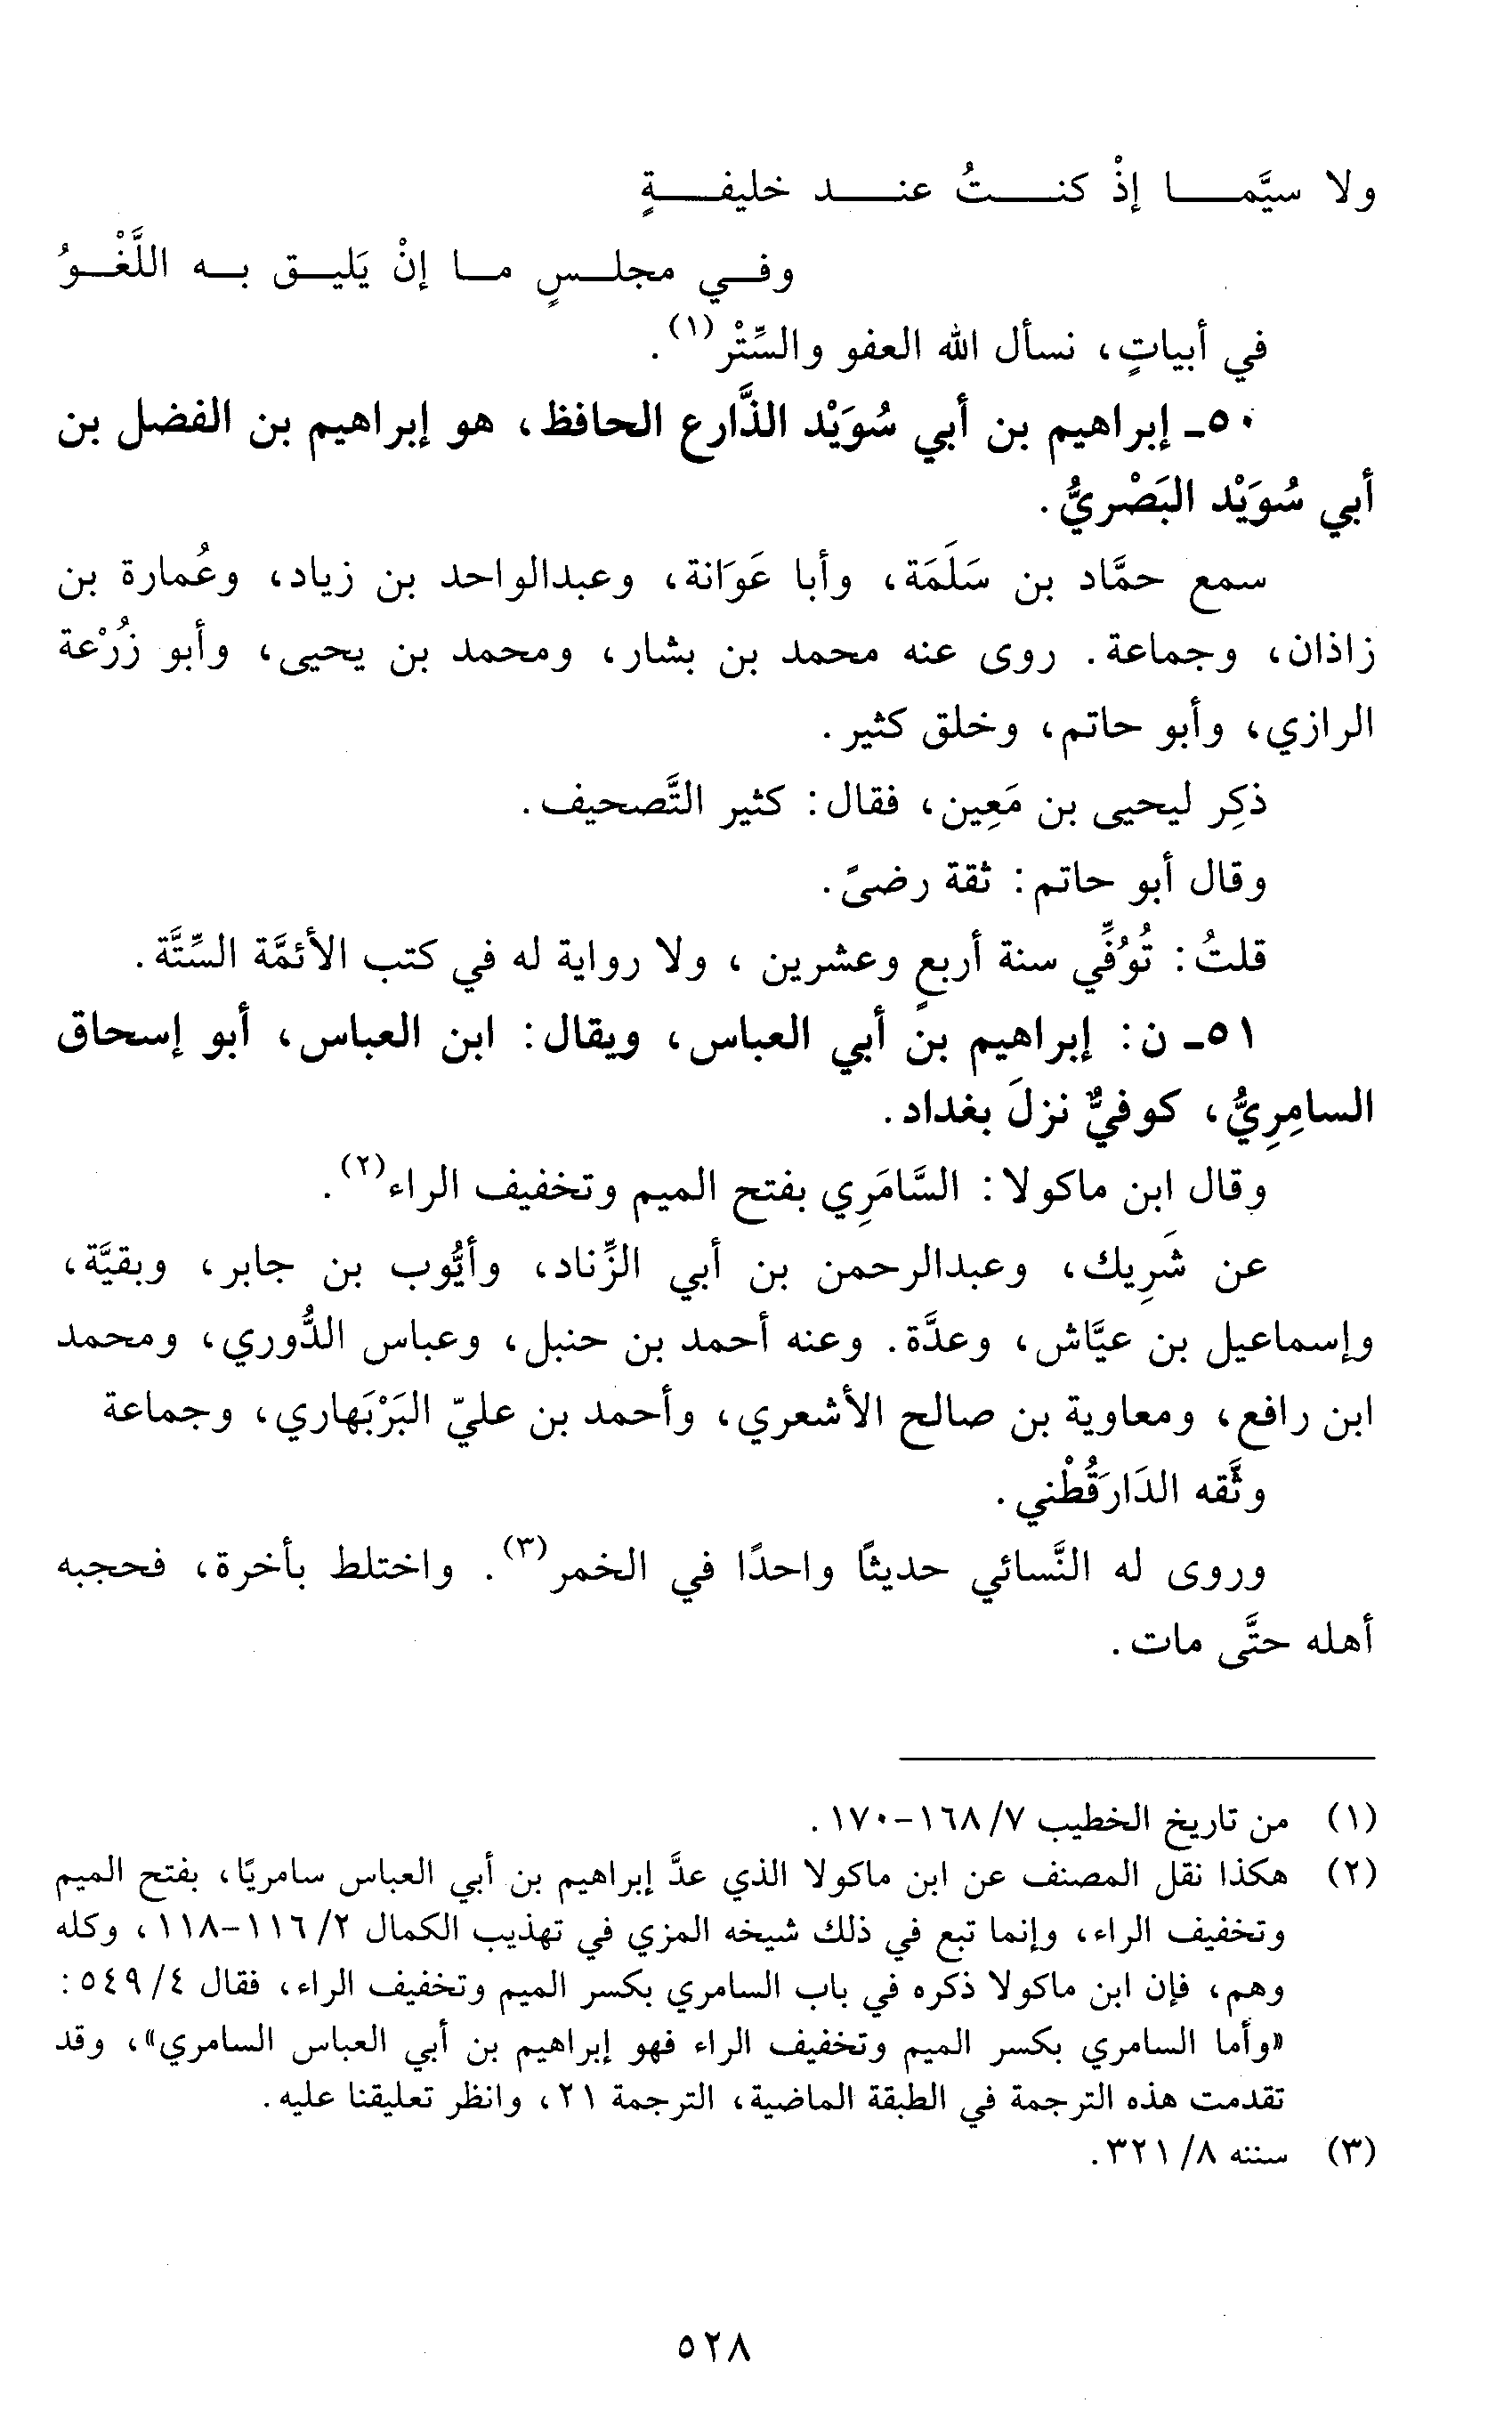 ولا سيَّما إذْ كنتُ عند خليفةٍ
وفي مجلسٍ ما إنْ يَليق به اللَّغْوُ
في أبياتٍ، نسأل الله العفو والسِّتْر(١).
٥٠ـ إبراهيم بن أبي سُوَيْد الذَّارع الحافظ، هو إبراهيم بن الفضل بن
أبي سُوَيْد البَصْريُّ.
سمع حمَّاد بن سَلَمَة، وأبا عَوَانة، وعبدالواحد بن زياد، وعُمارة بن
زاذان، وجماعة. روى عنه محمد بن بشار، ومحمد بن يحيى، وأبو زُرْعة
الرازي، وأبو حاتم، وخلق كثير.
ذكِر ليحيى بن مَعِين، فقال: كثير التَّصحيف.
وقال أبو حاتم: ثقة رضىً.
قلتُ: تُوُفِّي سنة أربعٍ وعشرين، ولا رواية له في كتب الأئمَّة السِّتَّة.
٥١ـ ن: إبراهيم بن أبي العباس، ويقال: ابن العباس، أبو إسحاق
السامِرِيُّ، كوفيٌّ نزلَ بغداد.
وقال ابن ماكولا: السَّامَرِي بفتح الميم وتخفيف الراء(٢).
عن شَرِيك، وعبدالرحمن بن أبي الزِّناد، وأيُّوب بن جابر، وبقيَّة،
وإسماعيل بن عيَّاش، وعدَّة. وعنه أحمد بن حنبل، وعباس الدُّوري، ومحمد
ابن رافع، ومعاوية بن صالح الأشعري، وأحمد بن عليّ البَرْبَهاري، وجماعة
وثَّقه الدَارَقُطْني.
وروى له النَّسائي حديثًا واحدًا في الخمر(٣). واختلط بأخرة، فحجبه
أهله حتَّى مات.
(١) من تاريخ الخطيب ٧/ ١٦٨-١٧٠.
(٢) هكذا نقل المصنف عن ابن ماكولا الذي عدَّ إبراهيم بن أبي العباس سامريًا، بفتح الميم
وتخفيف الراء، وإنما تبع في ذلك شيخه المزي في تهذيب الكمال ٢/ ١١٦-١١٨، وكله
وهم، فإن ابن ماكولا ذكره في باب السامري بكسر الميم وتخفيف الراء، فقال ٤/ ٥٤٩:
«وأما السامري بكسر الميم وتخفيف الراء فهو إبراهيم بن أبي العباس السامري»، وقد
تقدمت هذه الترجمة في الطبقة الماضية، الترجمة ٢١، وانظر تعليقنا عليه.
(٣) سننه ٨/ ٣٢١.
٥٢٨